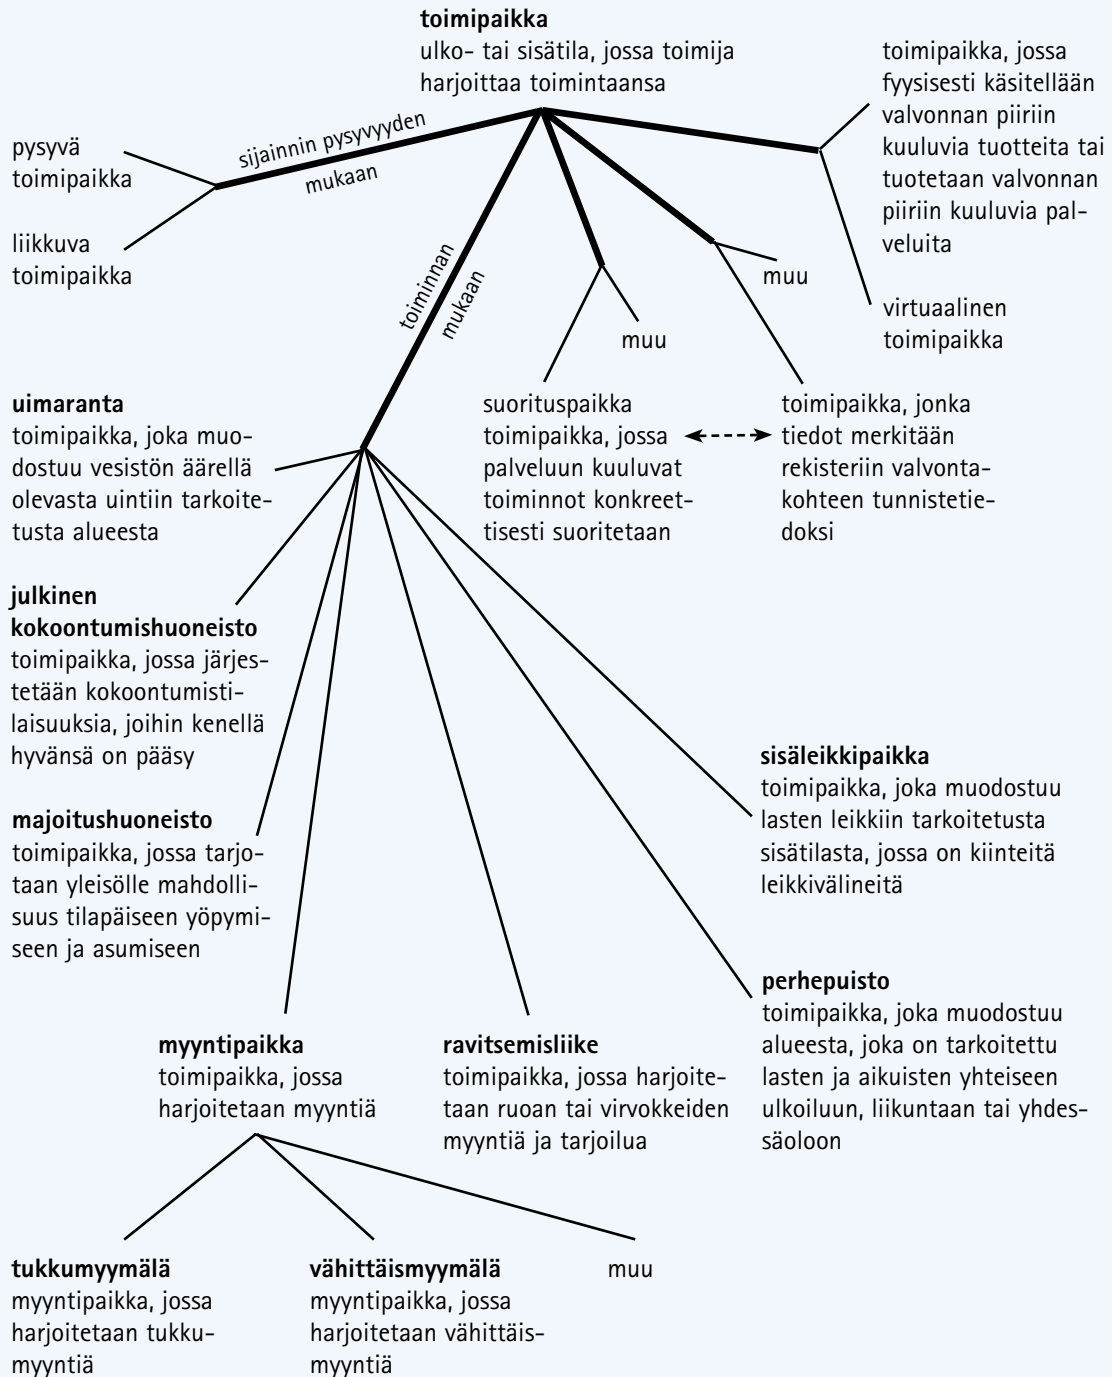 toimipaikka
ulko- tai sisätila, jossa toimija
harjoittaa toimintaansa
toimipaikka, jossa
fyysisesti käsitellään
valvonnan piiriin
kuuluvia tuotteita tai
tuotetaan valvonnan
piiriin kuuluvia pal-
veluita
sijainnin pysyvyyden
mukaan
pysyvä
toimipaikka
liikkuva
toimipaikka
toiminnan
mukaan
muu
muu
virtuaalinen
toimipaikka
uimaranta
toimipaikka, joka muo-
dostuu vesistön äärellä
olevasta uintiin tarkoite-
tusta alueesta
suorituspaikka
toimipaikka, jossa
palveluun kuuluvat
toiminnot konkreet-
tisesti suoritetaan
toimipaikka, jonka
tiedot merkitään
rekisteriin valvonta-
kohteen tunnistetie-
doksi
julkinen
kokoontumishuoneisto
toimipaikka, jossa järjes-
tetään kokoontumisti-
laisuuksia, joihin kenellä
hyvänsä on pääsy
sisäleikkipaikka
toimipaikka, joka muodostuu
lasten leikkiin tarkoitetusta
sisätilasta, jossa on kiinteitä
leikkivälineitä
majoitushuoneisto
toimipaikka, jossa tarjo-
taan yleisölle mahdolli-
suus tilapäiseen yöpymi-
seen ja asumiseen
perhepuisto
toimipaikka, joka muodostuu
alueesta, joka on tarkoitettu
lasten ja aikuisten yhteiseen
ulkoiluun, liikuntaan tai yhdes-
säoloon
myyntipaikka
toimipaikka, jossa
harjoitetaan myyntiä
ravitsemisliike
toimipaikka, jossa harjoite-
taan ruoan tai virvokkeiden
myyntiä ja tarjoilua
tukkumyymälä
myyntipaikka, jossa
harjoitetaan tukku-
myyntiä
vähittäismyymälä
myyntipaikka, jossa
harjoitetaan vähittäis-
myyntiä
muu